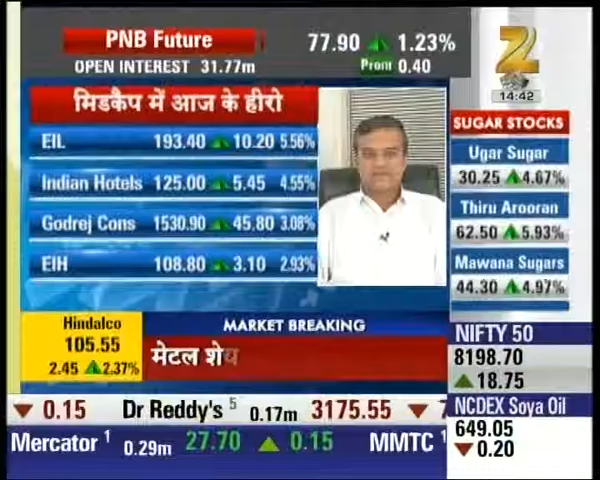 PNB Future
77.90 ▲ 1.23%
OPEN INTEREST 31.77m
Prem 0.40
Z
14:42
मिडकैप में आज के हीरो
EIL 193.40 ▲ 10.20 5.56%
Indian Hotels 125.00 ▲ 5.45 4.55%
Godrej Cons 1530.90 ▲ 45.80 3.08%
EIH 108.80 ▲ 3.10 2.93%
SUGAR STOCKS
Ugar Sugar
30.25 ▲ 4.67%
Thiru Arooran
62.50 ▲ 5.93%
Mawana Sugars
44.30 ▲ 4.97%
Hindalco
105.55
2.45 ▲ 2.37%
MARKET BREAKING
मेटल
NIFTY 50
8198.70
▲ 18.75
▼ 0.15 Dr Reddy's 5 0.17m 3175.55 ▼
NCDEX Soya Oil
649.05
▼ 0.20
Mercator 1 0.29m 27.70 ▲ 0.15 MMTC 1